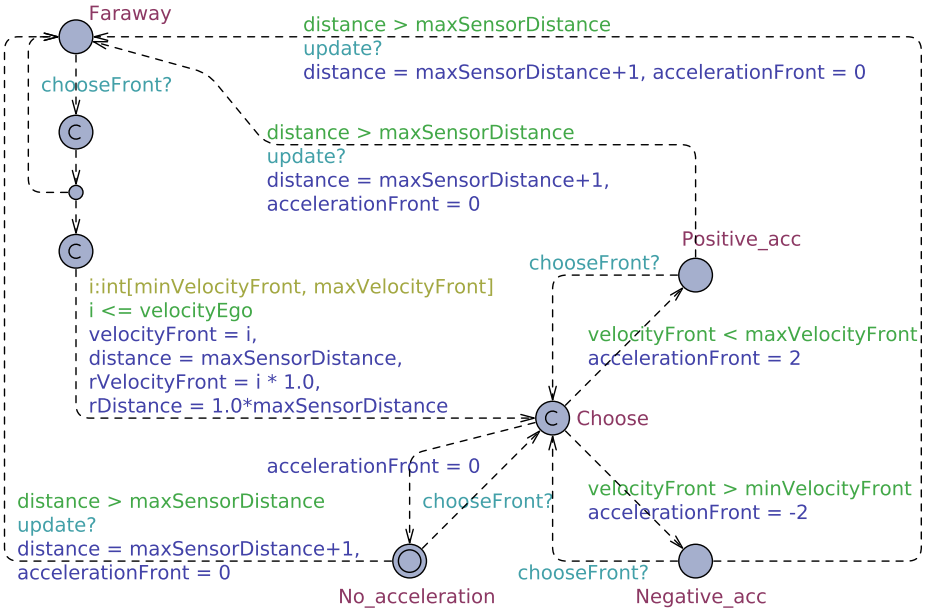 Faraway
distance > maxSensorDistance
update?
distance = maxSensorDistance+1, accelerationFront = 0
chooseFront?
C
distance > maxSensorDistance
update?
distance = maxSensorDistance+1,
accelerationFront = 0
C
Positive_acc
chooseFront?
i:int[minVelocityFront, maxVelocityFront]
i <= velocityEgo
velocityFront = i,
distance = maxSensorDistance,
rVelocityFront = i * 1.0,
rDistance = 1.0*maxSensorDistance
velocityFront < maxVelocityFront
accelerationFront = 2
C
Choose
accelerationFront = 0
chooseFront?
velocityFront > minVelocityFront
accelerationFront = -2
distance > maxSensorDistance
update?
distance = maxSensorDistance+1,
accelerationFront = 0
chooseFront?
No_acceleration
Negative_acc